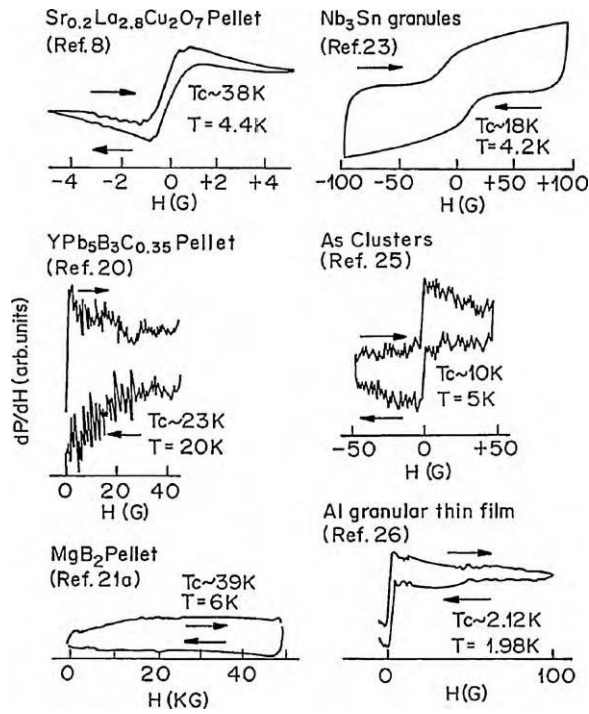 Sr0.2La2.8Cu2O7 Pellet
(Ref. 8)
Tc~38K
T=4.4K
-4 -2 0 +2 +4
H (G)
Nb3Sn granules
(Ref.23)
Tc~18K
T=4.2K
-100 -50 0 +50 +100
H (G)
YPb5B3C0.35 Pellet
(Ref. 20)
Tc~23K
T=20K
0 20 40
H (G)
As Clusters
(Ref. 25)
Tc~10K
T=5K
-50 0 +50
H (G)
dP/dH (arb.units)
MgB2 Pellet
(Ref. 21a)
Tc~39K
T=6K
0 20 40
H (KG)
Al granular thin film
(Ref. 26)
Tc~2.12K
T=1.98K
0 100
H(G)